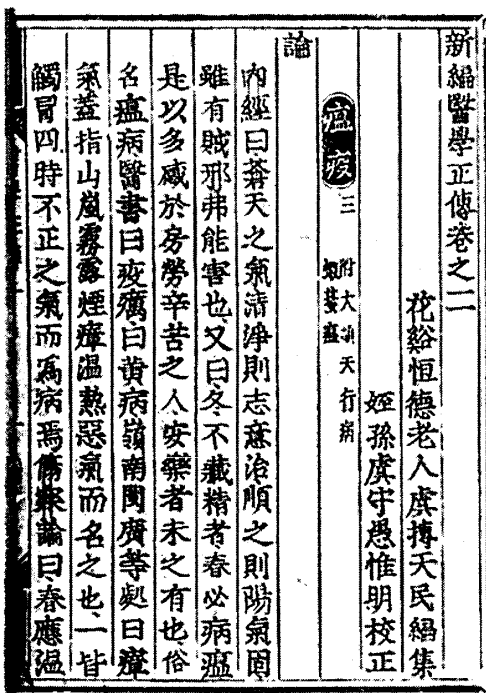 新編醫學正傳卷之二
花谿恒德老人虞摶天民編集
姪孫虞守愚惟明校正
瘟疫 三 附大頭天行病 蝦蟇瘟
論
內經曰蒼天之氣清淨則志意治順之則陽氣固
雖有賊邪弗能害也又曰冬不藏精者春必病瘟
是以多感於房勞辛苦之人安樂者未之有也俗
名瘟病醫書曰疫癘曰黄病嶺南閩廣等處曰瘴
氣蓋指山嵐霧露煙瘴温熱惡氣而名之也一皆
觸冒四時不正之氣而爲病焉傷寒論曰春應温